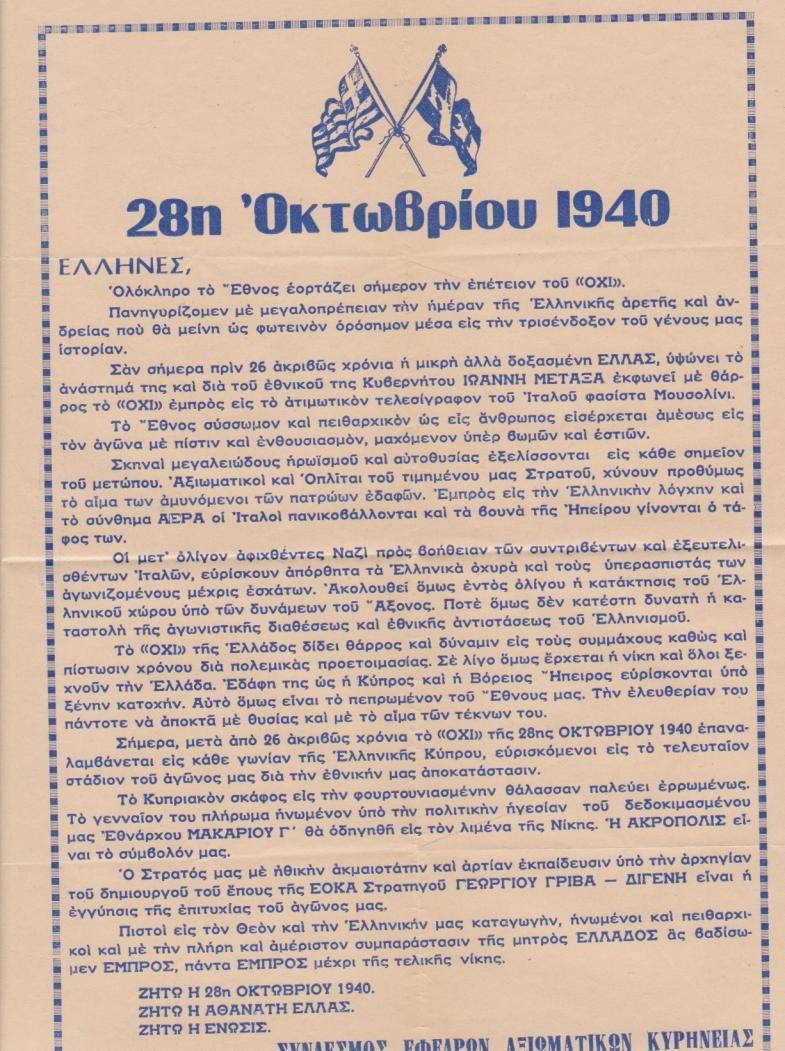 28η Ὀκτωβρίου 1940
ΕΛΛΗΝΕΣ,
Ὁλόκληρο τὸ Ἔθνος ἑορτάζει σήμερον τὴν ἐπέτειον τοῦ «ΟΧΙ».
Πανηγυρίζομεν μὲ μεγαλοπρέπειαν τὴν ἡμέραν τῆς Ἑλληνικῆς ἀρετῆς καὶ ἀν-
δρείας ποὺ θὰ μείνη ὡς φωτεινὸν ὁρόσημον μέσα εἰς τὴν τρισένδοξον τοῦ γένους μας
ἱστορίαν.
Σὰν σήμερα πρὶν 26 ἀκριβῶς χρόνια ἡ μικρὴ ἀλλὰ δοξασμένη ΕΛΛΑΣ, ὑψώνει τὸ
ἀνάστημά της καὶ διὰ τοῦ ἐθνικοῦ της Κυβερνήτου ΙΩΑΝΝΗ ΜΕΤΑΞΑ ἐκφωνεῖ μὲ θάρ-
ρος τὸ «ΟΧΙ» ἐμπρὸς εἰς τὸ ἀτιμωτικὸν τελεσίγραφον τοῦ Ἰταλοῦ φασίστα Μουσολίνι.
Τὸ Ἔθνος σύσσωμον καὶ πειθαρχικὸν ὡς εἷς ἄνθρωπος εἰσέρχεται ἀμέσως εἰς
τὸν ἀγῶνα μὲ πίστιν καὶ ἐνθουσιασμὸν, μαχόμενον ὑπὲρ βωμῶν καὶ ἑστιῶν.
Σκηναὶ μεγαλειώδους ἡρωϊσμοῦ καὶ αὐτοθυσίας ἐξελίσσονται εἰς κάθε σημεῖον
τοῦ μετώπου. Ἀξιωματικοὶ καὶ Ὁπλῖται τοῦ τιμημένου μας Στρατοῦ, χύνουν προθύμως
τὸ αἷμα των ἀμυνόμενοι τῶν πατρώων ἐδαφῶν. Ἐμπρὸς εἰς τὴν Ἑλληνικὴν λόγχην καὶ
τὸ σύνθημα ΑΕΡΑ οἱ Ἰταλοὶ πανικοβάλλονται καὶ τὰ βουνὰ τῆς Ἠπείρου γίνονται ὁ τά-
φος των.
Οἱ μετ' ὀλίγον ἀφιχθέντες Ναζὶ πρὸς βοήθειαν τῶν συντριβέντων καὶ ἐξευτελι-
σθέντων Ἰταλῶν, εὑρίσκουν ἀπόρθητα τὰ Ἑλληνικὰ ὀχυρὰ καὶ τοὺς ὑπερασπιστάς των
ἀγωνιζομένους μέχρις ἐσχάτων. Ἀκολουθεῖ ὅμως ἐντὸς ὀλίγου ἡ κατάκτησις τοῦ Ἑλ-
ληνικοῦ χώρου ὑπὸ τῶν δυνάμεων τοῦ Ἄξονος. Ποτὲ ὅμως δὲν κατέστη δυνατὴ ἡ κα-
ταστολὴ τῆς ἀγωνιστικῆς διαθέσεως καὶ ἐθνικῆς ἀντιστάσεως τοῦ Ἑλληνισμοῦ.
Τὸ «ΟΧΙ» τῆς Ἑλλάδος δίδει θάρρος καὶ δύναμιν εἰς τοὺς συμμάχους καθὼς καὶ
πίστωσιν χρόνου διὰ πολεμικὰς προετοιμασίας. Σὲ λίγο ὅμως ἔρχεται ἡ νίκη καὶ ὅλοι ξε-
χνοῦν τὴν Ἑλλάδα. Ἐδάφη της ὡς ἡ Κύπρος καὶ ἡ Βόρειος Ἤπειρος εὑρίσκονται ὑπὸ
ξένην κατοχήν. Αὐτὸ ὅμως εἶναι τὸ πεπρωμένον τοῦ Ἔθνους μας. Τὴν ἐλευθερίαν του
πάντοτε νὰ ἀποκτᾶ μὲ θυσίας καὶ μὲ τὸ αἷμα τῶν τέκνων του.
Σήμερα, μετὰ ἀπὸ 26 ἀκριβῶς χρόνια τὸ «ΟΧΙ» τῆς 28ης ΟΚΤΩΒΡΙΟΥ 1940 ἐπανα-
λαμβάνεται εἰς κάθε γωνίαν τῆς Ἑλληνικῆς Κύπρου, εὑρισκόμενοι εἰς τὸ τελευταῖον
στάδιον τοῦ ἀγῶνος μας διὰ τὴν ἐθνικήν μας ἀποκατάστασιν.
Τὸ Κυπριακὸν σκάφος εἰς τὴν φουρτουνιασμένην θάλασσαν παλεύει ἐρρωμένως.
Τὸ γενναῖον του πλήρωμα ἡνωμένον ὑπὸ τὴν πολιτικὴν ἡγεσίαν τοῦ δεδοκιμασμένου
μας Ἐθνάρχου ΜΑΚΑΡΙΟΥ Γ' θὰ ὁδηγηθῆ εἰς τὸν λιμένα τῆς Νίκης. Ἡ ΑΚΡΟΠΟΛΙΣ εἶ-
ναι τὸ σύμβολόν μας.
Ὁ Στρατός μας μὲ ἠθικὴν ἀκμαιοτάτην καὶ ἀρτίαν ἐκπαίδευσιν ὑπὸ τὴν ἀρχηγίαν
τοῦ δημιουργοῦ τοῦ ἔπους τῆς ΕΟΚΑ Στρατηγοῦ ΓΕΩΡΓΙΟΥ ΓΡΙΒΑ — ΔΙΓΕΝΗ εἶναι ἡ
ἐγγύησις τῆς ἐπιτυχίας τοῦ ἀγῶνος μας.
Πιστοὶ εἰς τὸν Θεὸν καὶ τὴν Ἑλληνικήν μας καταγωγὴν, ἡνωμένοι καὶ πειθαρχι-
κοὶ καὶ μὲ τὴν πλήρη καὶ ἀμέριστον συμπαράστασιν τῆς μητρὸς ΕΛΛΑΔΟΣ ἂς βαδίσω-
μεν ΕΜΠΡΟΣ, πάντα ΕΜΠΡΟΣ μέχρι τῆς τελικῆς νίκης.
ΖΗΤΩ Η 28η ΟΚΤΩΒΡΙΟΥ 1940.
ΖΗΤΩ Η ΑΘΑΝΑΤΗ ΕΛΛΑΣ.
ΖΗΤΩ Η ΕΝΩΣΙΣ.
ΣΥΝΔΕΣΜΟΣ ΕΦΕΔΡΩΝ ΑΞΙΩΜΑΤΙΚΩΝ ΚΥΡΗΝΕΙΑΣ